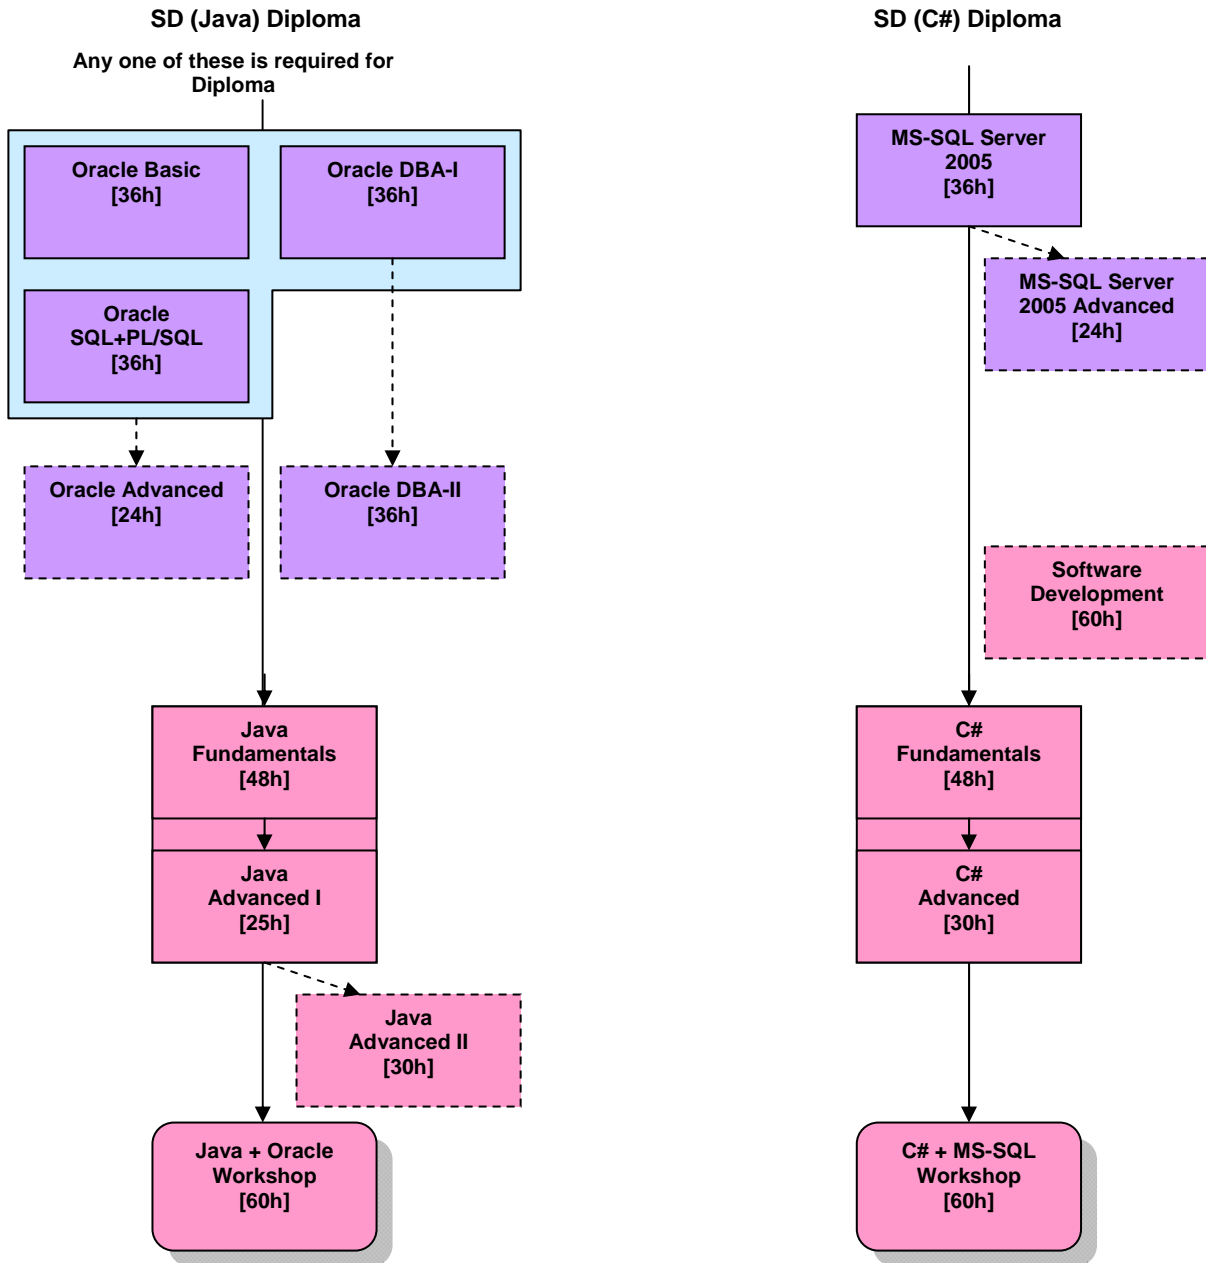 SD (Java) Diploma
SD (C#) Diploma
Any one of these is required for
Diploma
Oracle Basic
[36h]
Oracle DBA-I
[36h]
MS-SQL Server
2005
[36h]
Oracle
SQL+PL/SQL
[36h]
MS-SQL Server
2005 Advanced
[24h]
Oracle Advanced
[24h]
Oracle DBA-II
[36h]
Software
Development
[60h]
Java
Fundamentals
[48h]
C#
Fundamentals
[48h]
Java
Advanced I
[25h]
C#
Advanced
[30h]
Java
Advanced II
[30h]
Java + Oracle
Workshop
[60h]
C# + MS-SQL
Workshop
[60h]